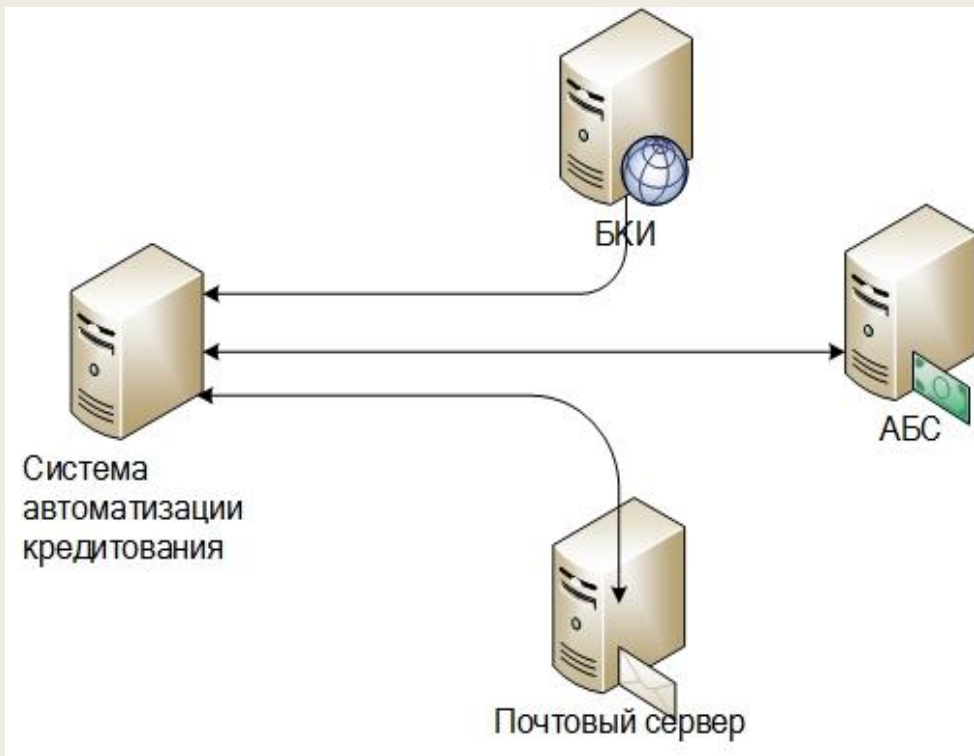 БКИ
АБС
Система
автоматизации
кредитования
Почтовый сервер